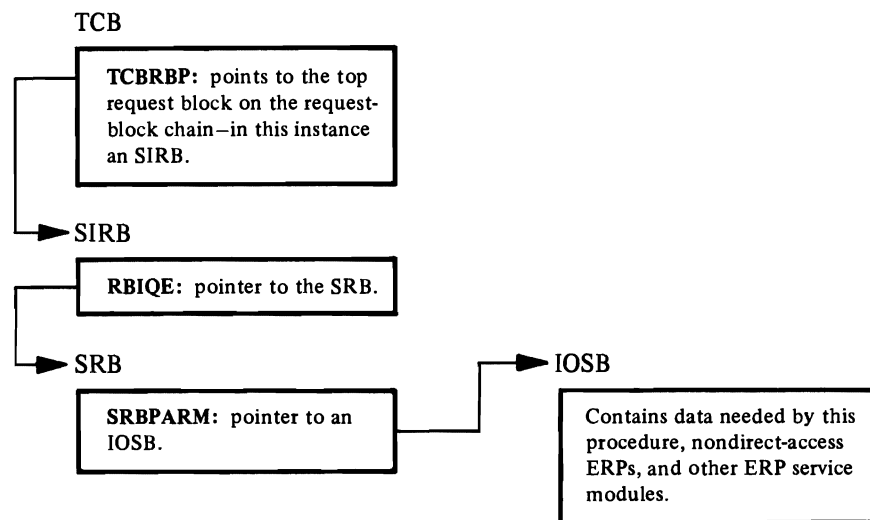 TCB
TCBRBP: points to the top
request block on the request-
block chain—in this instance
an SIRB.
SIRB
RBIQE: pointer to the SRB.
SRB
SRBPARM: pointer to an
IOSB.
IOSB
Contains data needed by this
procedure, nondirect-access
ERPs, and other ERP service
modules.